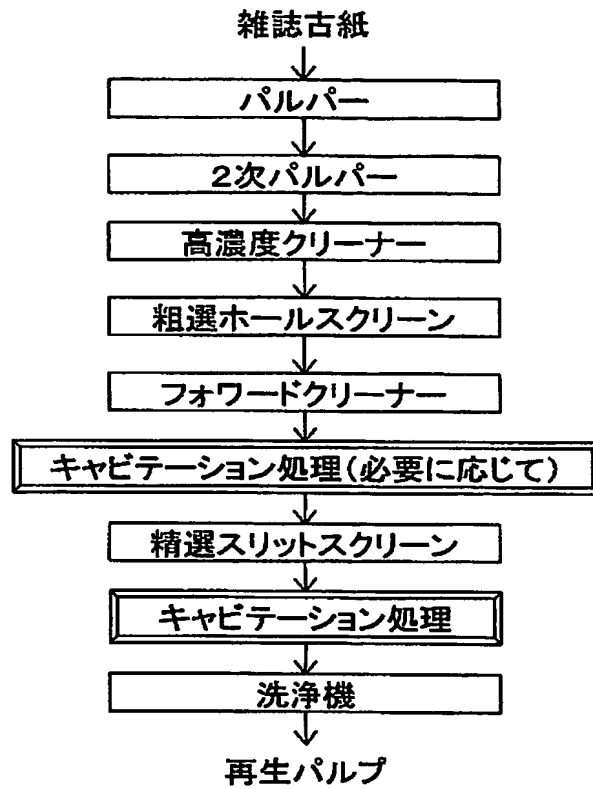 雑誌古紙
パルパー
2次パルパー
高濃度クリーナー
粗選ホールスクリーン
フォワードクリーナー
キャビテーション処理(必要に応じて)
精選スリットスクリーン
キャビテーション処理
洗浄機
再生パルプ